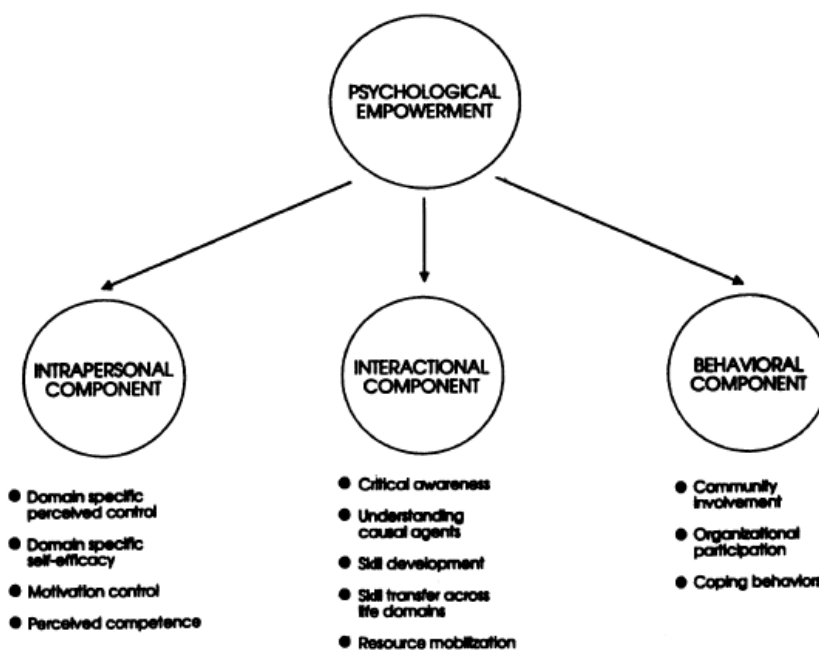 PSYCHOLOGICAL
EMPOWERMENT
INTRAPERSONAL
COMPONENT
INTERACTIONAL
COMPONENT
BEHAVIORAL
COMPONENT
● Domain specific
perceived control
● Domain specific
self-efficacy
● Motivation control
● Perceived competence
● Critical awareness
● Understanding
causal agents
● Skill development
● Skill transfer across
life domains
● Resource mobilization
● Community
involvement
● Organizational
participation
● Coping behaviors